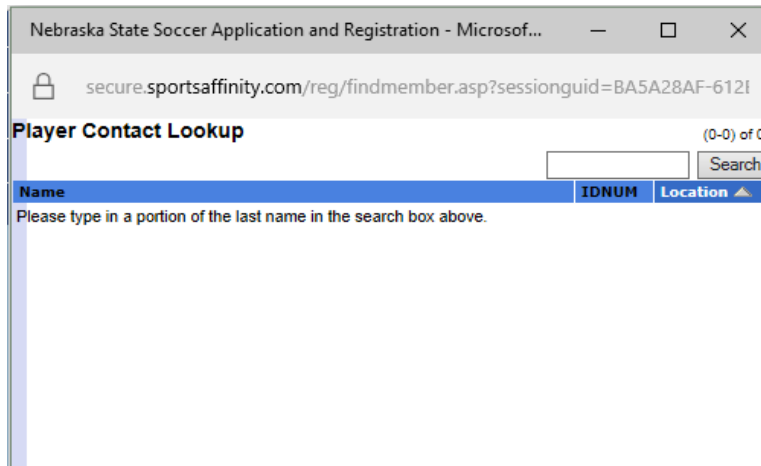 Nebraska State Soccer Application and Registration - Microsof...
secure.sportsaffinity.com/reg/findmember.asp?sessionguid=BA5A28AF-612E
Player Contact Lookup
(0-0) of 0
Search
Name IDNUM Location
Please type in a portion of the last name in the search box above.